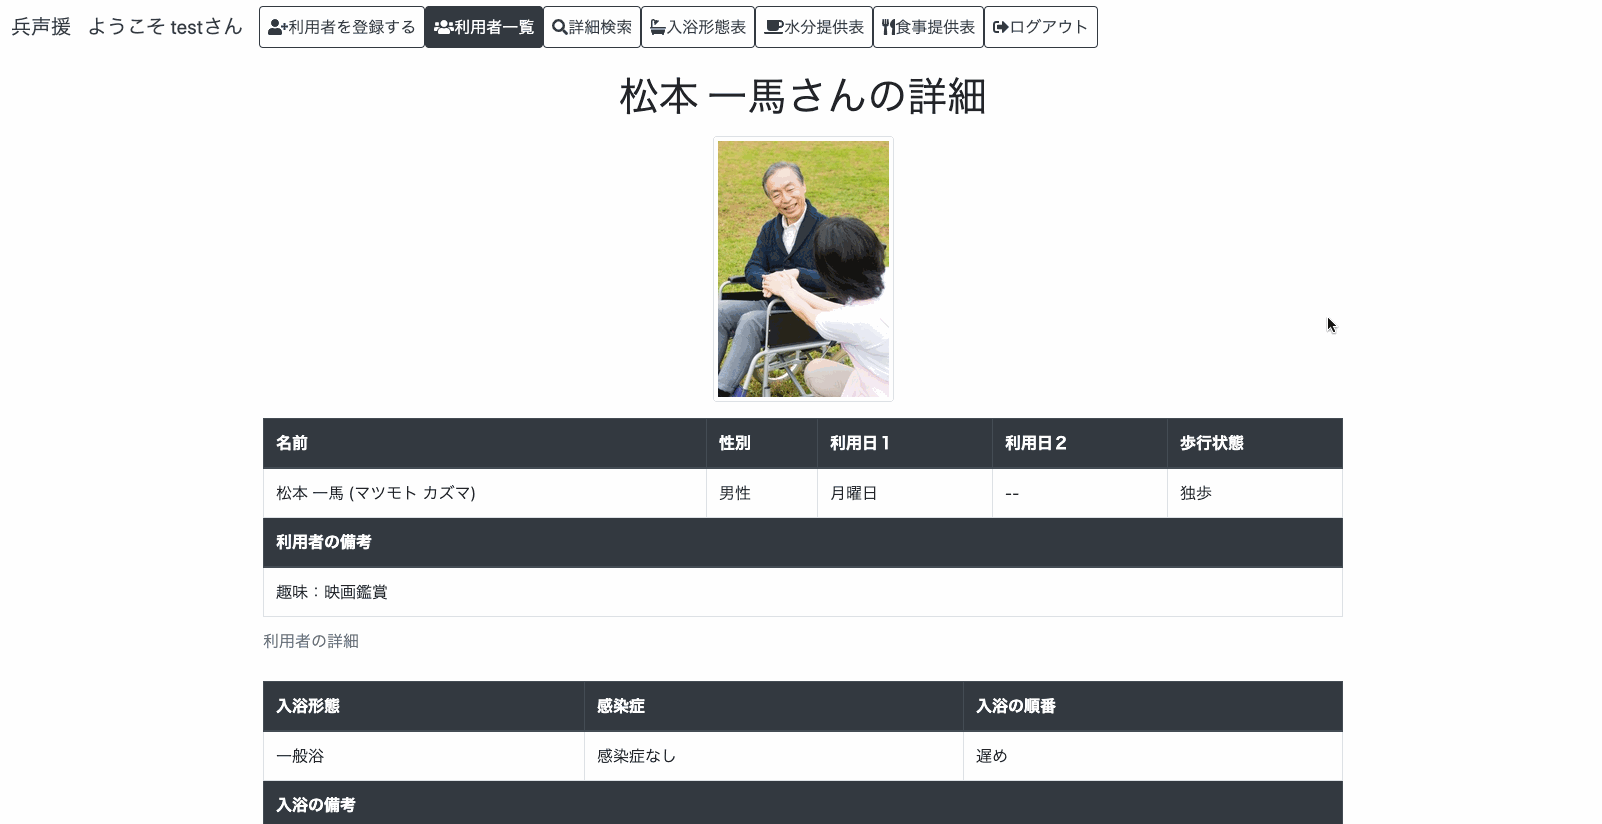 兵声援 ようこそ testさん 利用者を登録する 利用者一覧 詳細検索 入浴形態表 水分提供表 食事提供表 ログアウト
松本 一馬さんの詳細
名前 性別 利用日１ 利用日２ 歩行状態
松本 一馬 (マツモト カズマ) 男性 月曜日 -- 独歩
利用者の備考
趣味：映画鑑賞
利用者の詳細
入浴形態 感染症 入浴の順番
一般浴 感染症なし 遅め
入浴の備考